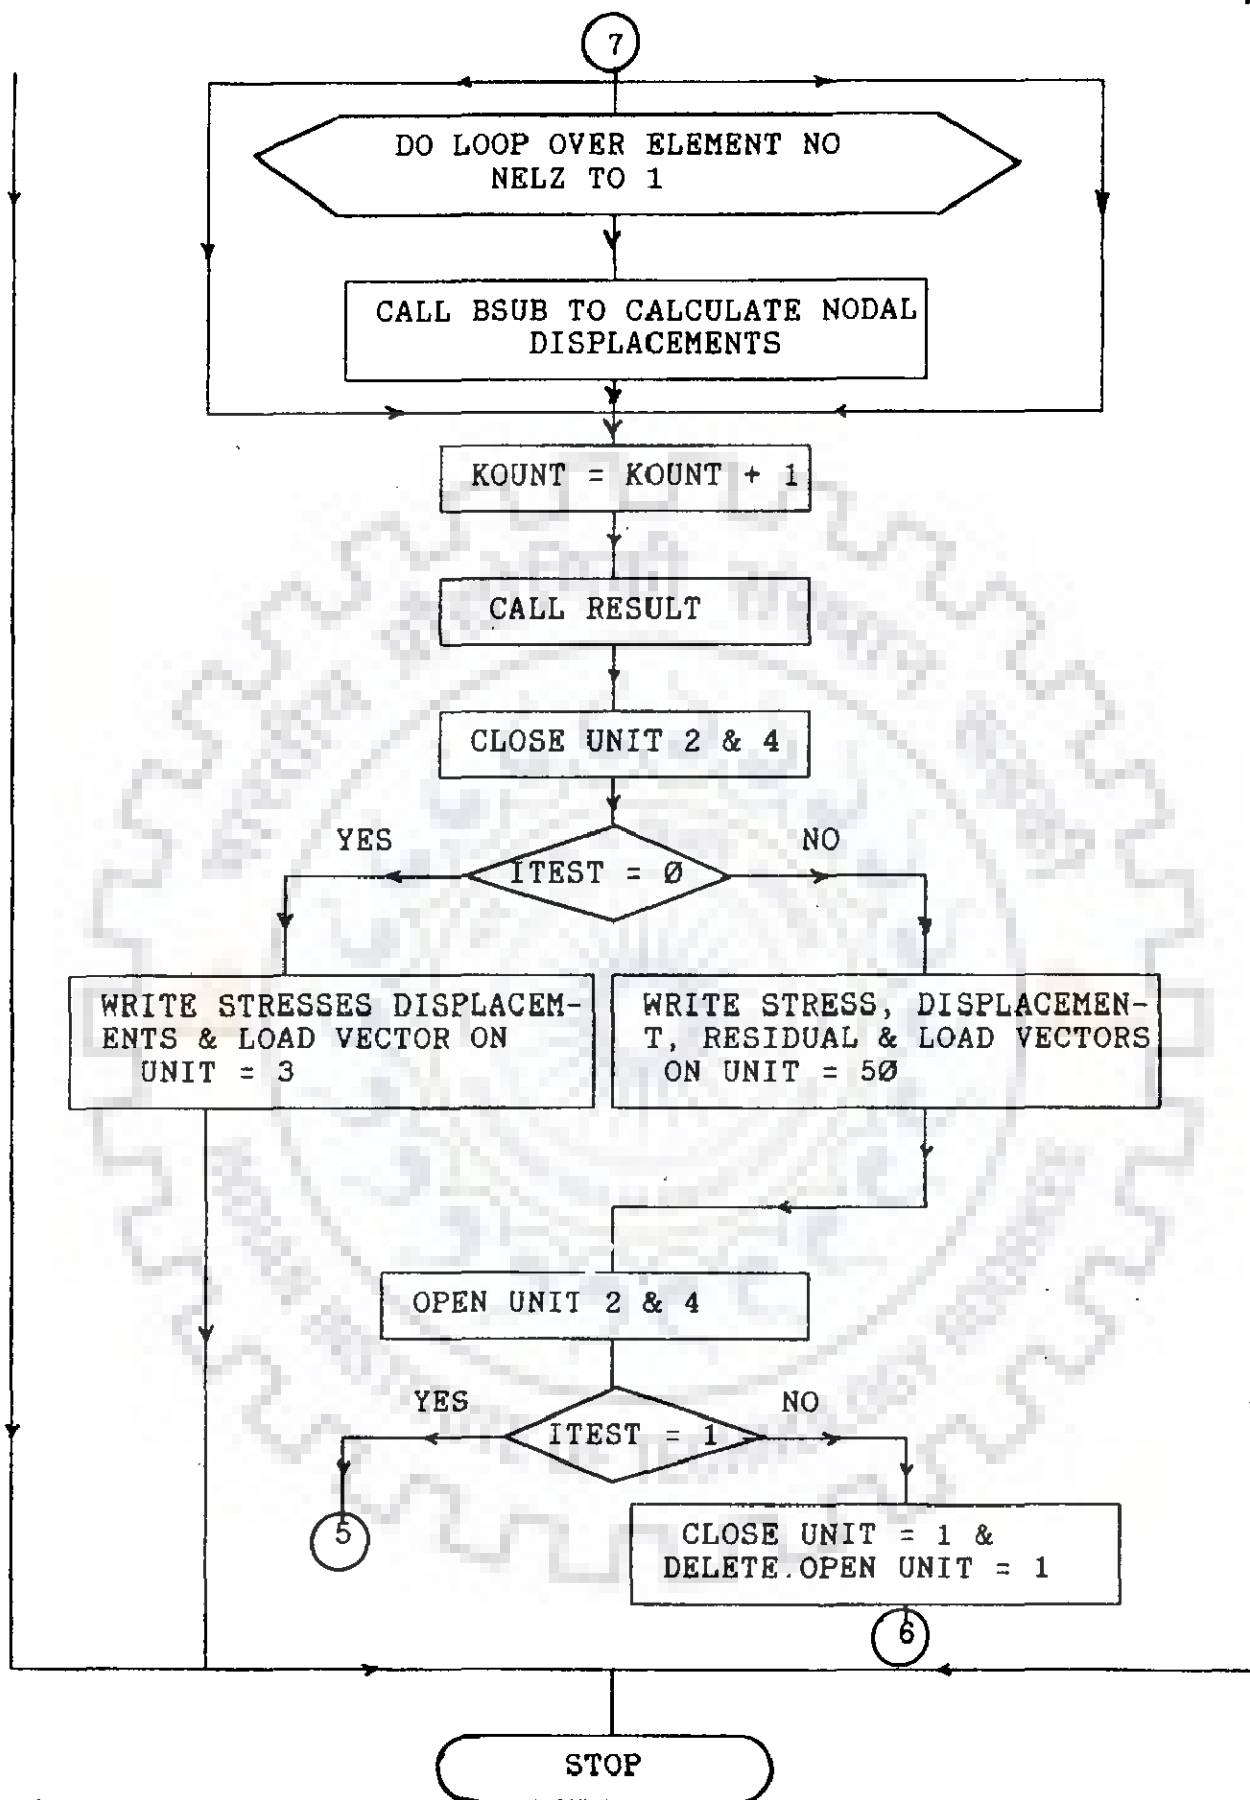 7
DO LOOP OVER ELEMENT NO
NELZ TO 1
CALL BSUB TO CALCULATE NODAL
DISPLACEMENTS
KOUNT = KOUNT + 1
CALL RESULT
CLOSE UNIT 2 & 4
YES
NO
ITEST = Ø
WRITE STRESSES DISPLACEM-
ENTS & LOAD VECTOR ON
UNIT = 3
WRITE STRESS, DISPLACEMEN-
T, RESIDUAL & LOAD VECTORS
ON UNIT = 5Ø
OPEN UNIT 2 & 4
YES
NO
ITEST = 1
5
CLOSE UNIT = 1 &
DELETE.OPEN UNIT = 1
6
STOP